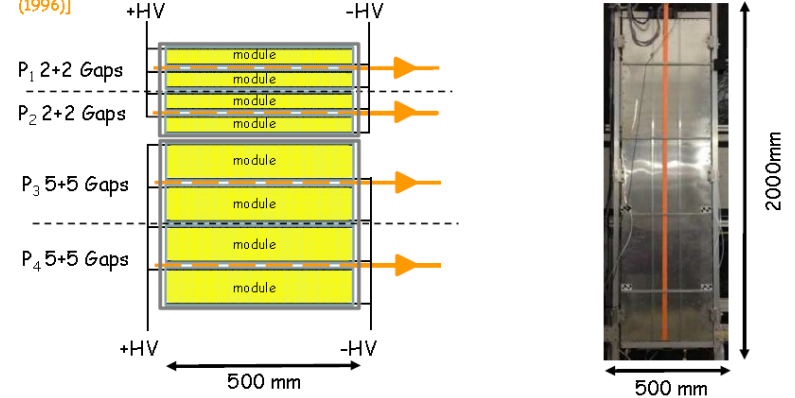 (1996)]
+HV
-HV
module
P₁ 2+2 Gaps
module
module
P₂ 2+2 Gaps
module
module
P₃ 5+5 Gaps
module
module
P₄ 5+5 Gaps
module
+HV
-HV
500 mm
2000mm
500 mm